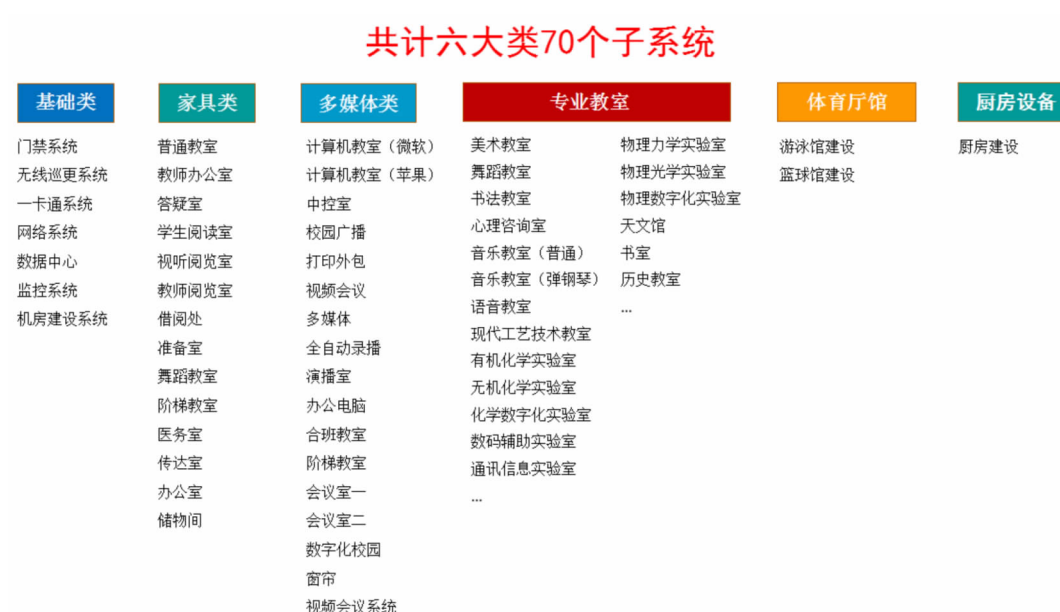 共计六大类70个子系统
基础类
门禁系统
无线巡更系统
一卡通系统
网络系统
数据中心
监控系统
机房建设系统
家具类
普通教室
教师办公室
答疑室
学生阅读室
视听阅览室
教师阅览室
借阅处
准备室
舞蹈教室
阶梯教室
医务室
传达室
办公室
储物间
多媒体类
计算机教室（微软）
计算机教室（苹果）
中控室
校园广播
打印外包
视频会议
多媒体
全自动录播
演播室
办公电脑
合班教室
阶梯教室
会议室一
会议室二
数字化校园
窗帘
视频会议系统
专业教室
美术教室
舞蹈教室
书法教室
心理咨询室
音乐教室（普通）
音乐教室（弹钢琴）
语音教室
现代工艺技术教室
有机化学实验室
无机化学实验室
化学数字化实验室
数码辅助实验室
通讯信息实验室
...
物理力学实验室
物理光学实验室
物理数字化实验室
天文馆
书室
历史教室
...
体育厅馆
游泳馆建设
篮球馆建设
厨房设备
厨房建设